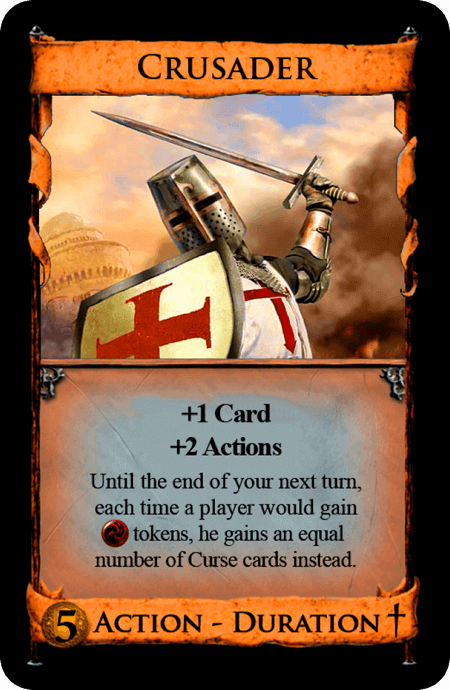 CRUSADER
+1 Card
+2 Actions
Until the end of your next turn,
each time a player would gain
tokens, he gains an equal
number of Curse cards instead.
5 ACTION - DURATION †